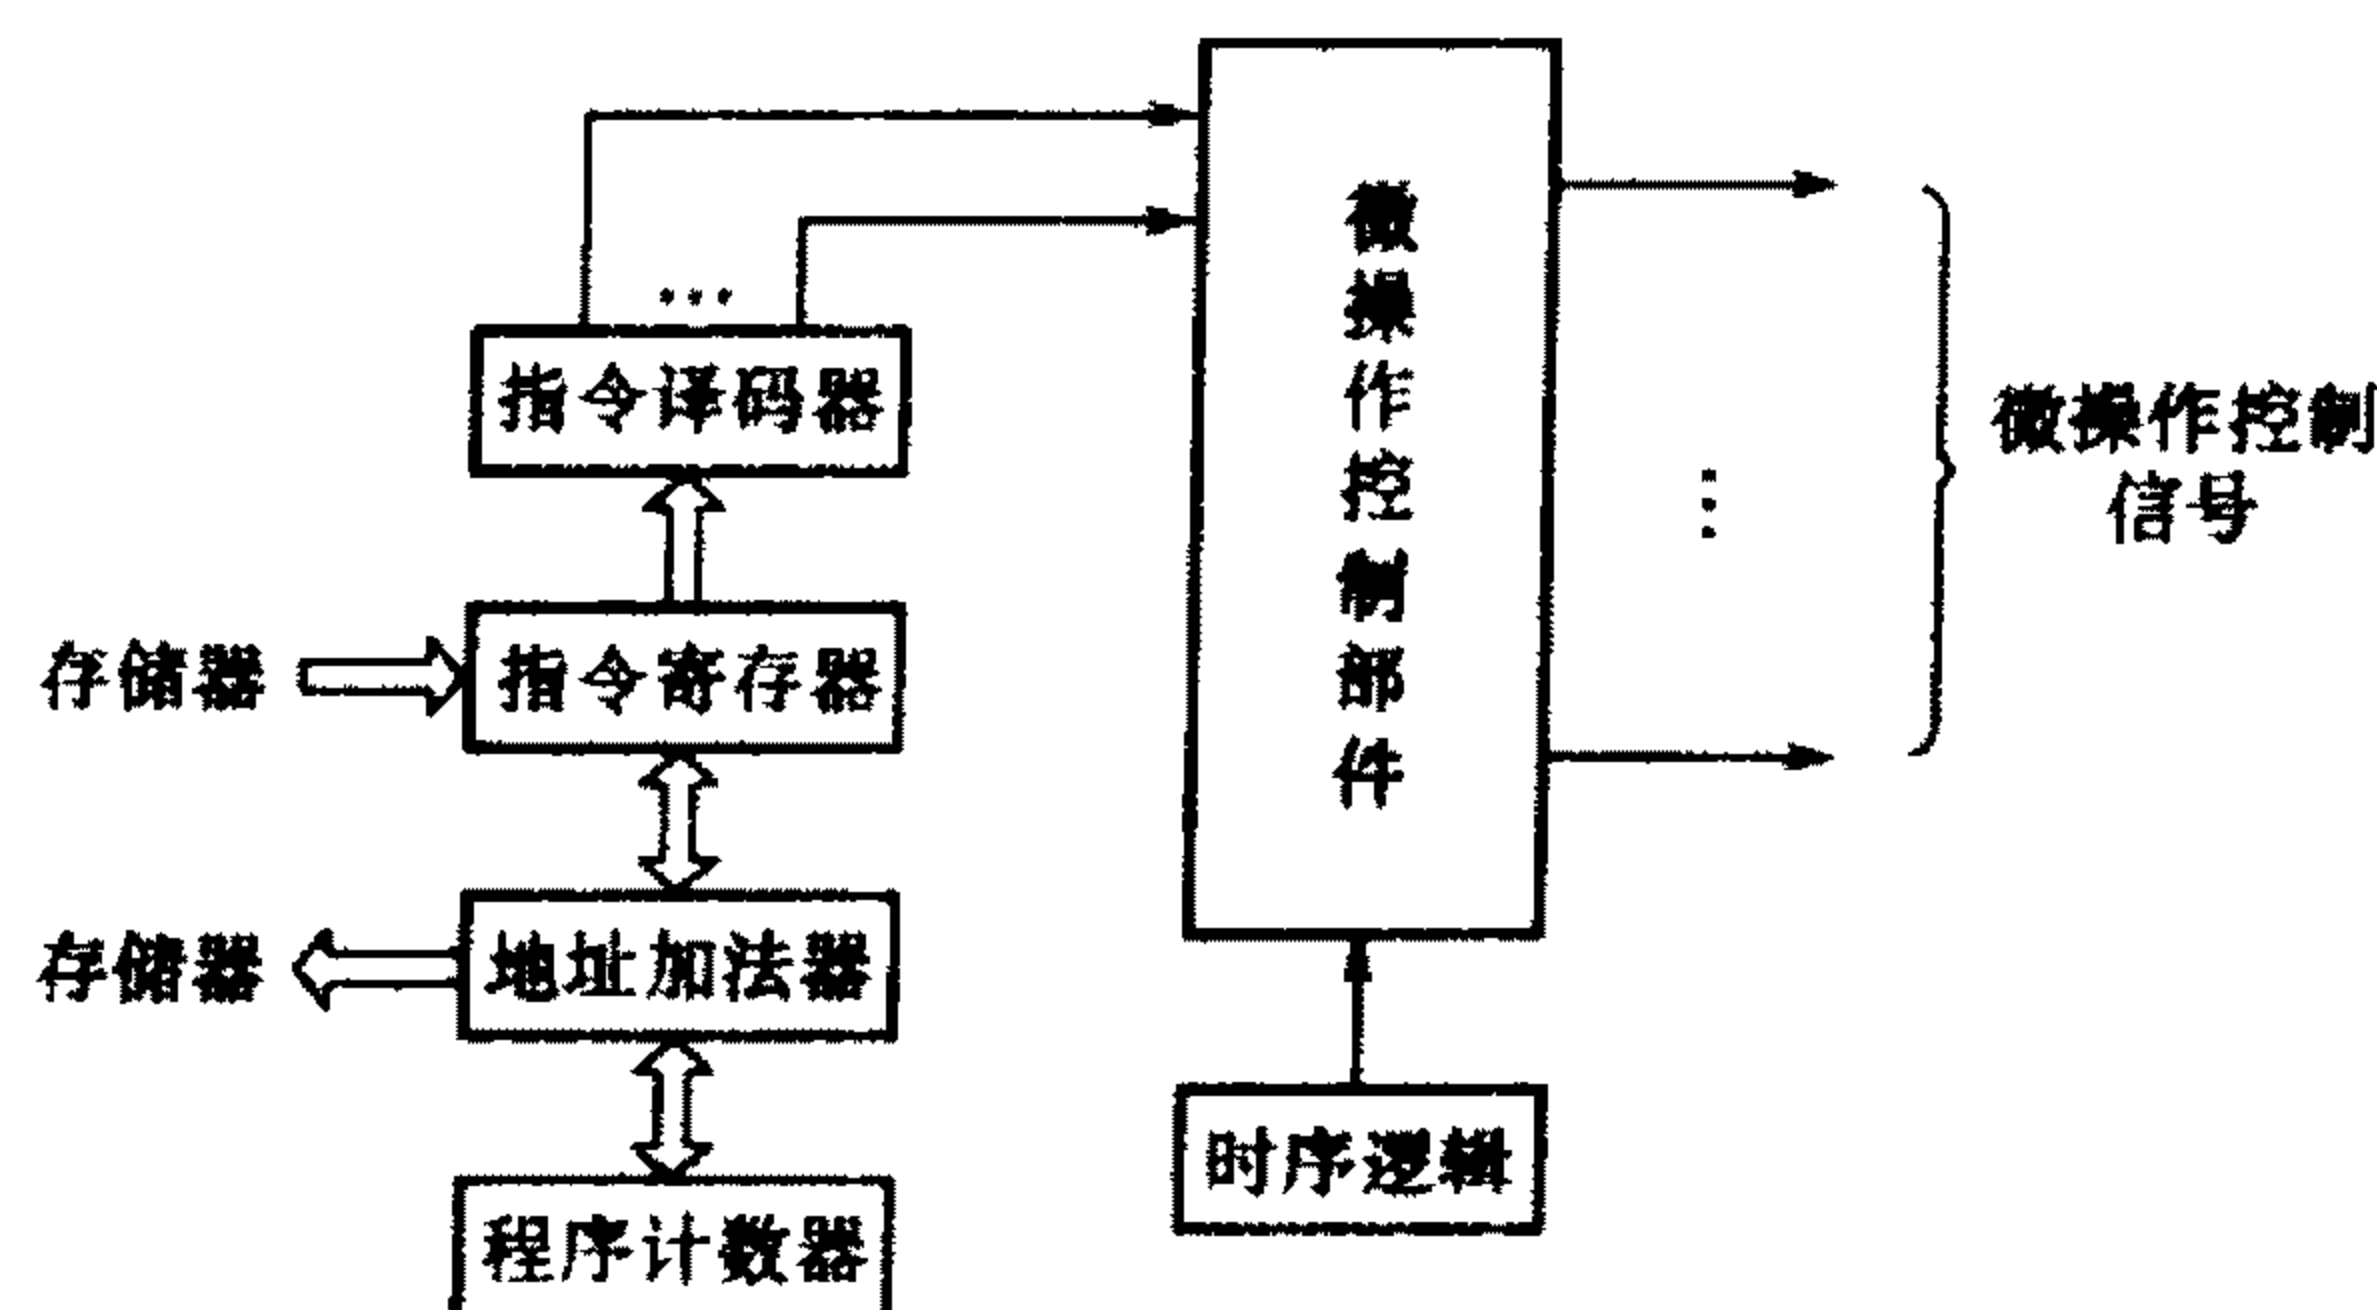 指令译码器
指令寄存器
存储器
地址加法器
存储器
程序计数器
微操作控制部件
时序逻辑
微操作控制
信号